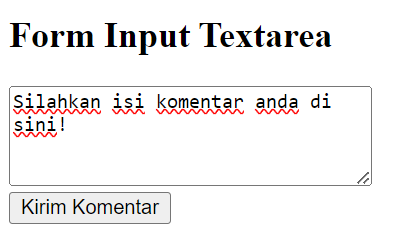 Form Input Textarea
Silahkan isi komentar anda di
sini!
Kirim Komentar